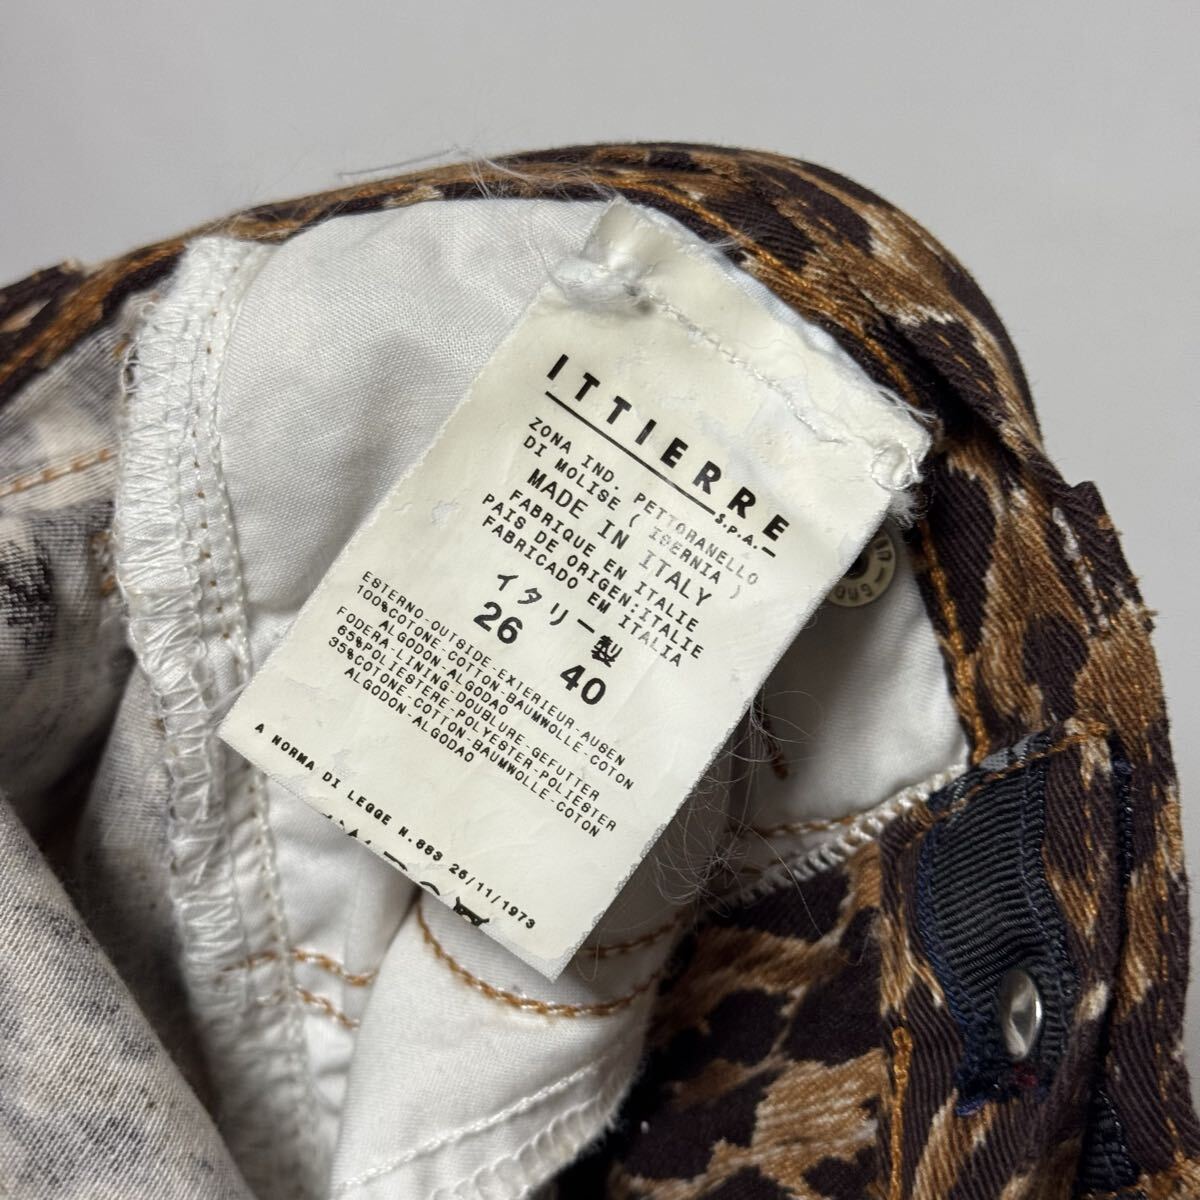 ITTIERRE
S.P.A.
ZONA IND. PETTORANELLO
DI MOLISE ( ISERNIA )
MADE IN ITALY
FABRIQUE EN ITALIE
PAIS DE ORIGEN:ITALIE
FABRICADO EM ITALIA
イタリー製
26 40
ESTERNO-OUTSIDE-EXTERIEUR-AUßEN
100%COTONE-COTTON-BAUMWOLLE-COTON
ALGODON-ALGODAO
FODERA-LINING-DOUBLURE-GEFUTTER
65%POLIESTERE-POLYESTER-POLIESTER
35%COTONE-COTTON-BAUMWOLLE-COTON
ALGODON-ALGODAO
A NORMA DI LEGGE N.883 26/11/1973